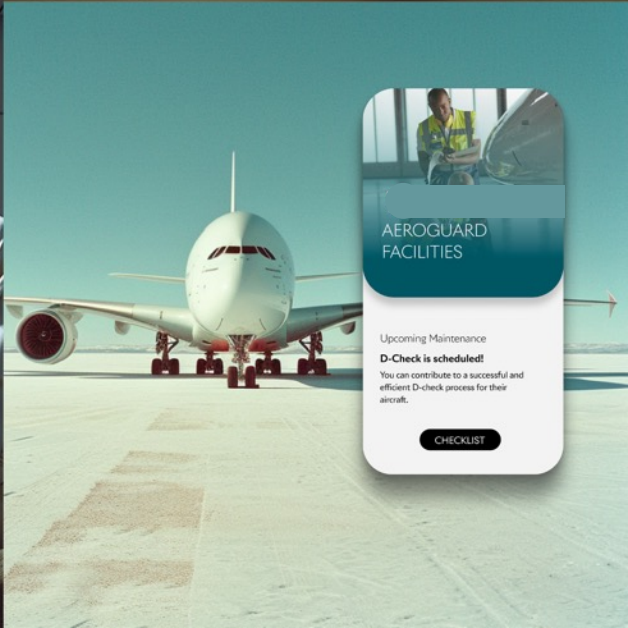 AEROGUARD
FACILITIES
Upcoming Maintenance
D-Check is scheduled!
You can contribute to a successful and
efficient D-check process for their
aircraft.
CHECKLIST